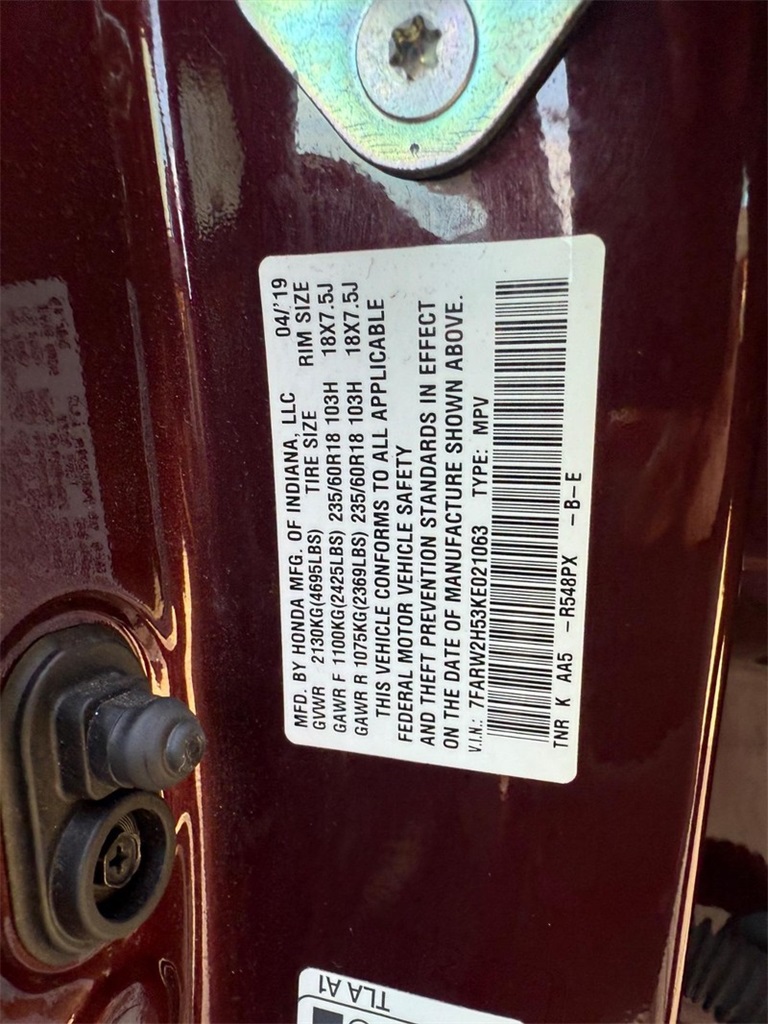 MFD. BY HONDA MFG. OF INDIANA, LLC 04/'19
GVWR 2130KG(4695LBS) TIRE SIZE RIM SIZE
GAWR F 1100KG(2425LBS) 235/60R18 103H 18X7.5J
GAWR R 1075KG(2369LBS) 235/60R18 103H 18X7.5J
THIS VEHICLE CONFORMS TO ALL APPLICABLE
FEDERAL MOTOR VEHICLE SAFETY
AND THEFT PREVENTION STANDARDS IN EFFECT
ON THE DATE OF MANUFACTURE SHOWN ABOVE.
V.I.N.: 7FARW2H53KE021063 TYPE: MPV
TNR K AA5 -R548PX -B-E
TLA A1